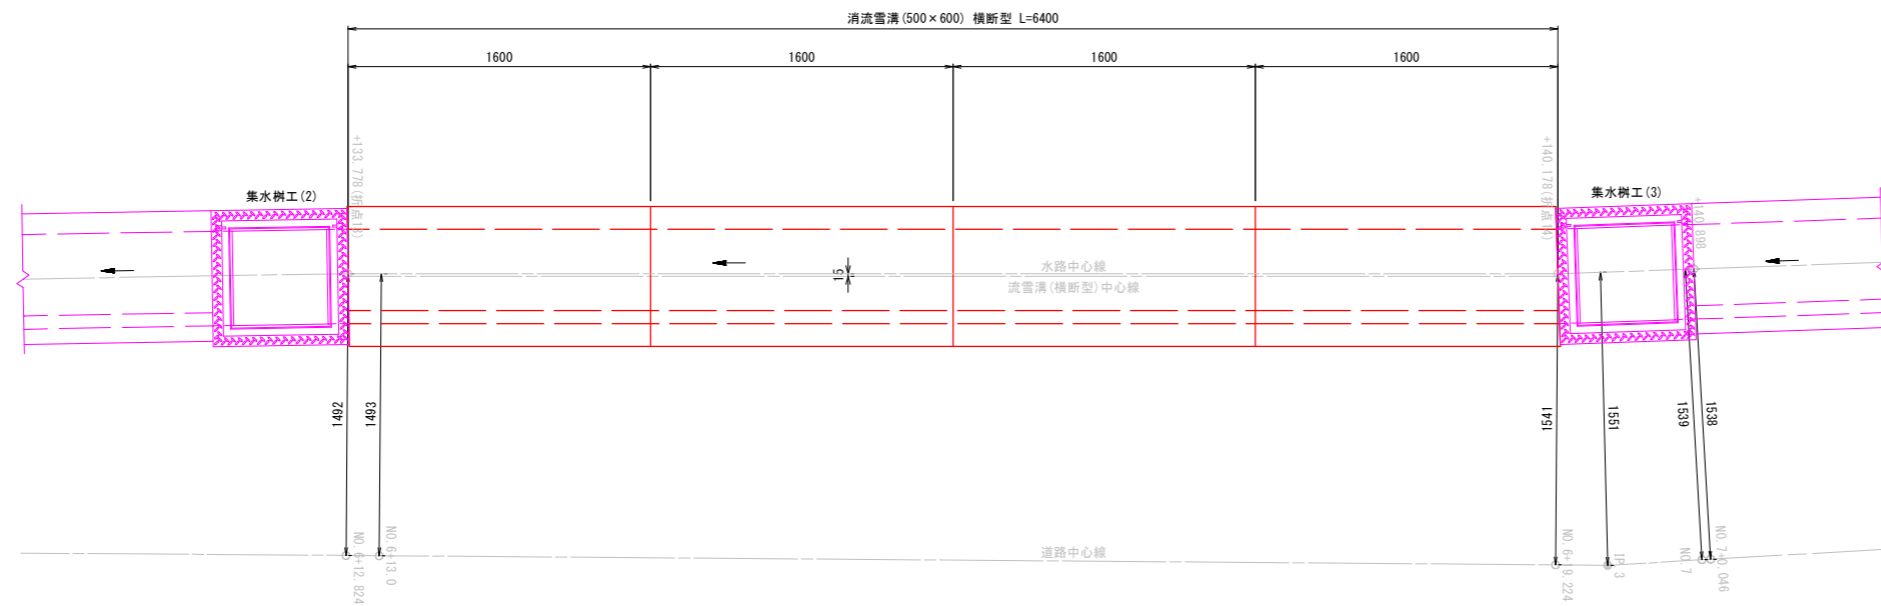 消流雪溝(500×600) 横断型 L=6400
1600
1600
1600
1600
+133.778(折点13)
+140.178(折点14)
+140.898
集水桝工(2)
集水桝工(3)
水路中心線
15
流雪溝(横断型)中心線
1492
1493
1541
1551
1539
1538
道路中心線
NO.6+12.824
NO.6+13.0
NO.6+19.224
IP.3
NO.7
NO.7+0.046